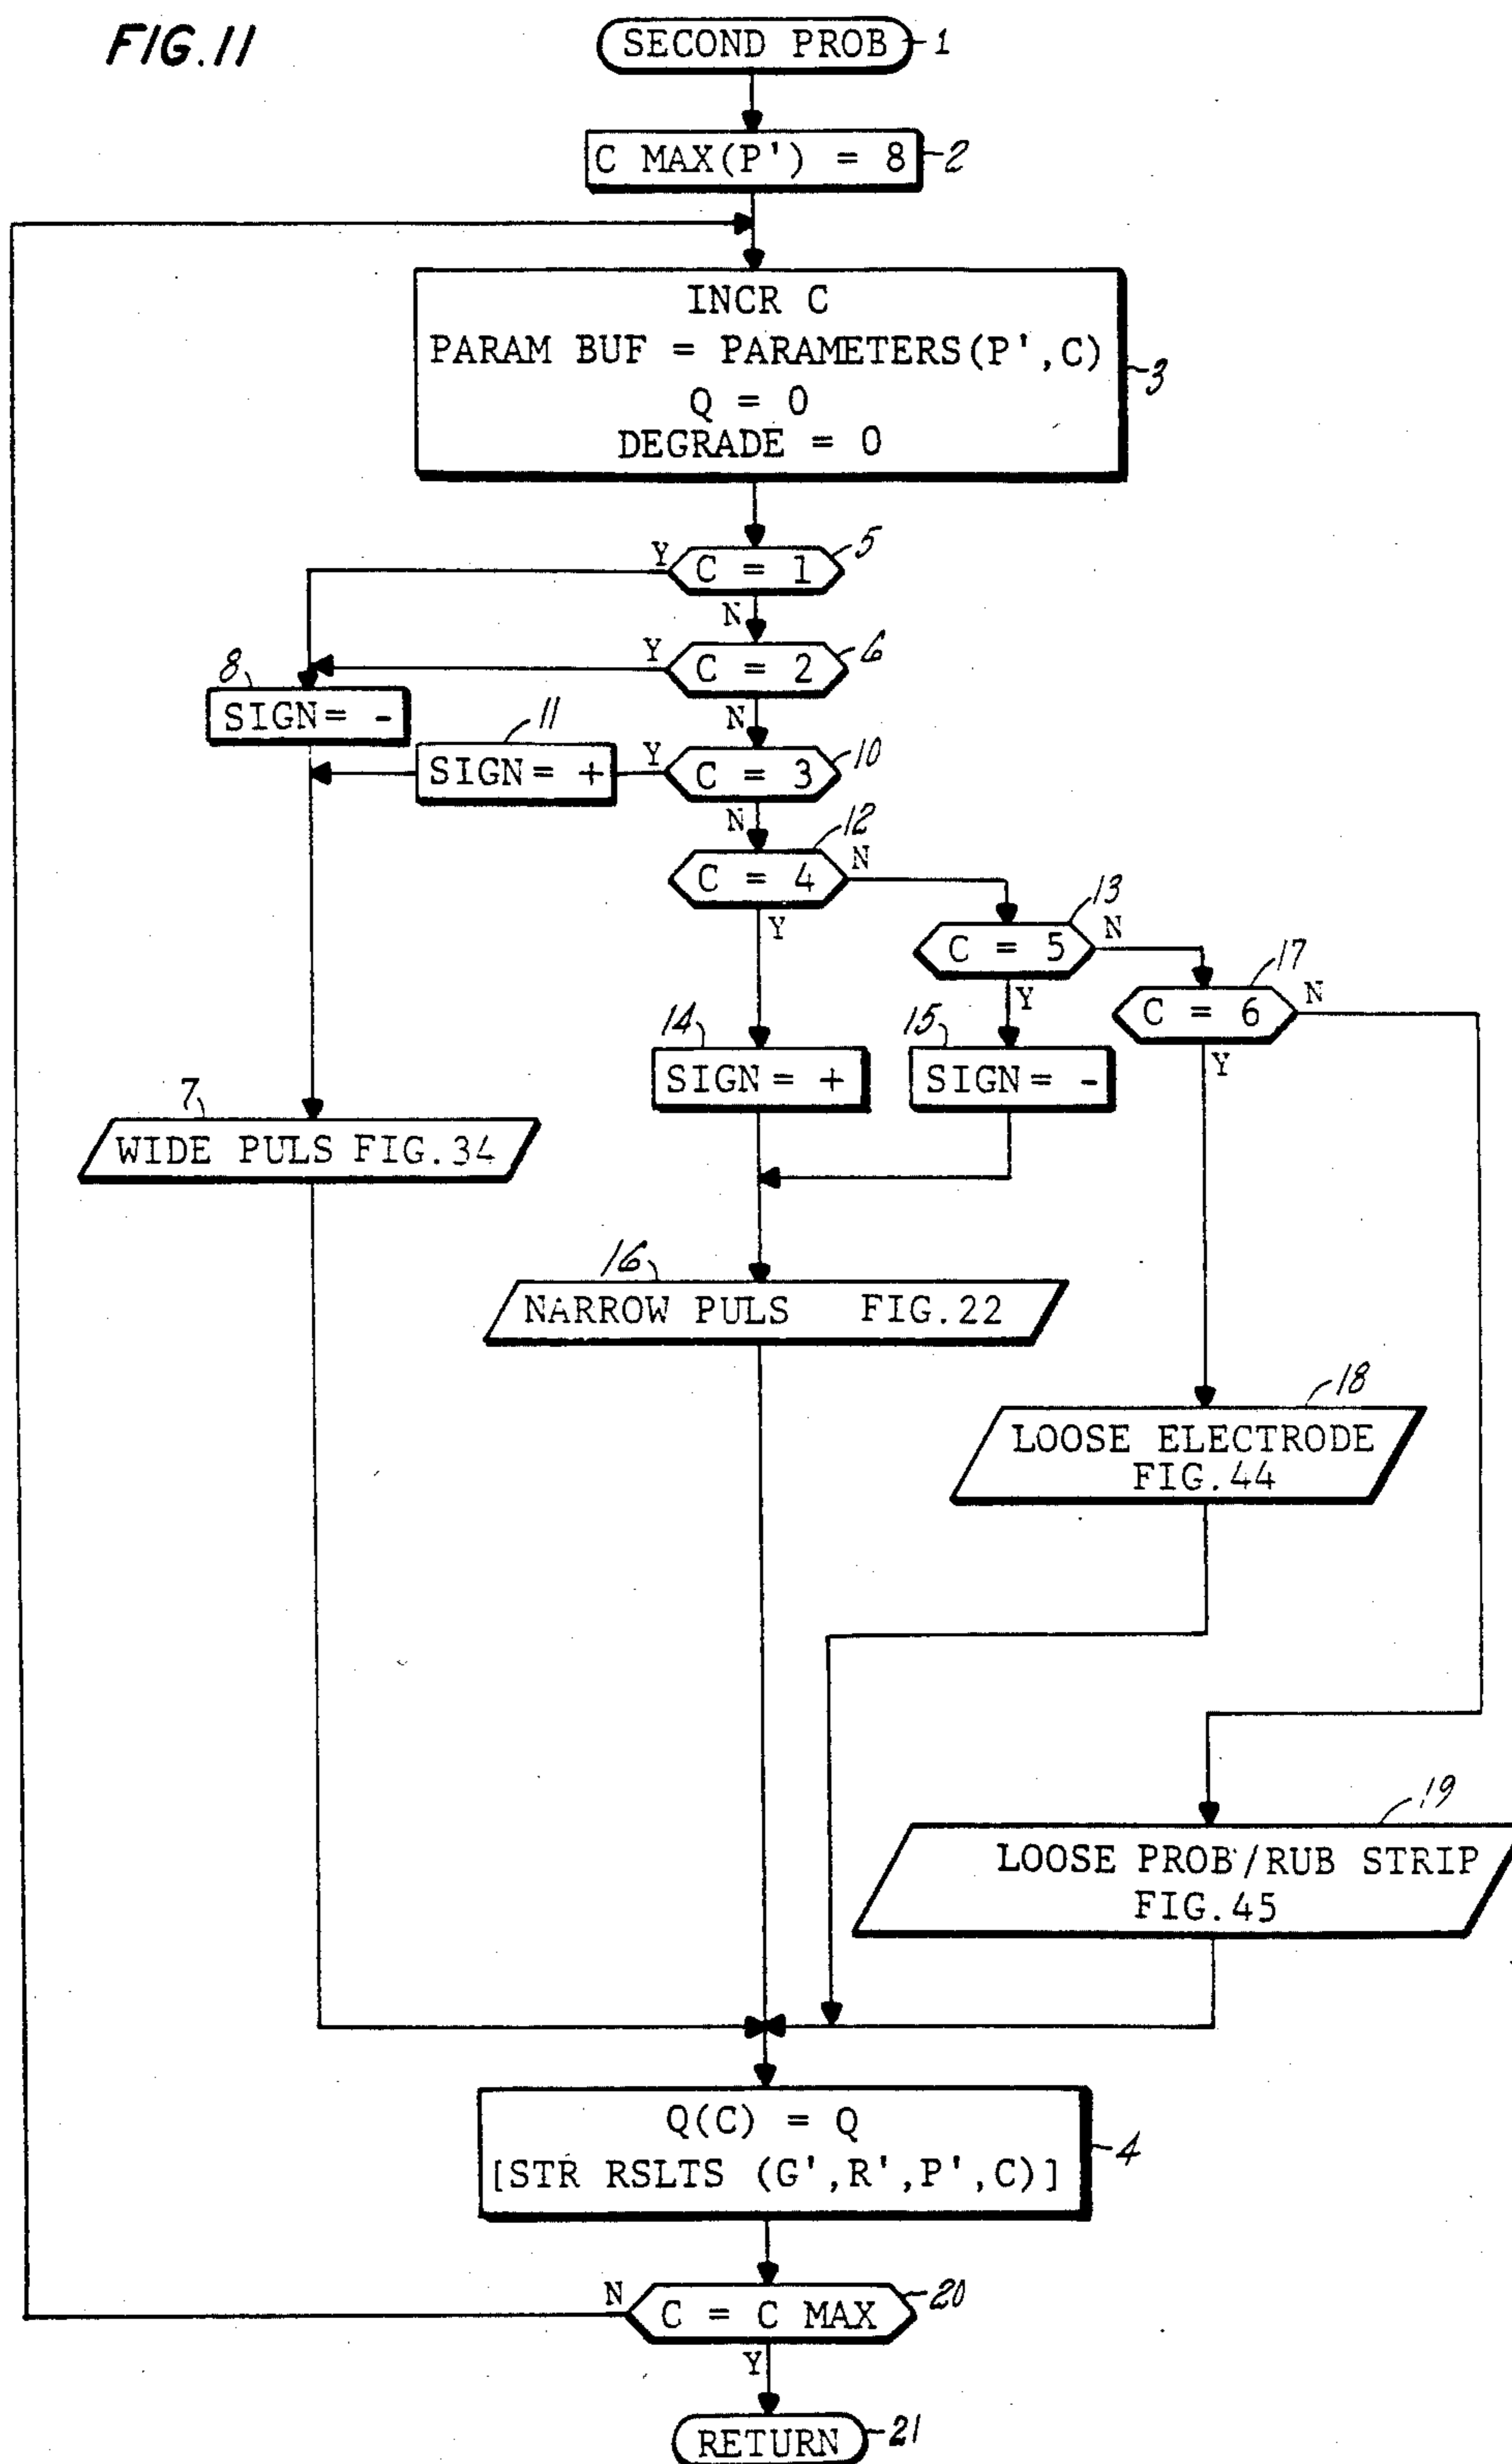 FIG. 11
SECOND PROB 1
C MAX(P') = 8 2
INCR C
PARAM BUF = PARAMETERS(P',C) 3
Q = 0
DEGRADE = 0
Y C = 1 5
N
Y C = 2 6
N
8
SIGN= -
11
SIGN= + Y C = 3 10
N
C = 4 12 N
Y
C = 5 13 N
Y
C = 6 17 N
Y
14
SIGN= +
15
SIGN= -
7
WIDE PULS FIG.34
16
NARROW PULS FIG.22
18
LOOSE ELECTRODE
FIG.44
19
LOOSE PROB/RUB STRIP
FIG.45
Q(C) = Q
[STR RSLTS (G',R',P',C)] 4
N C = C MAX 20
Y
RETURN 21